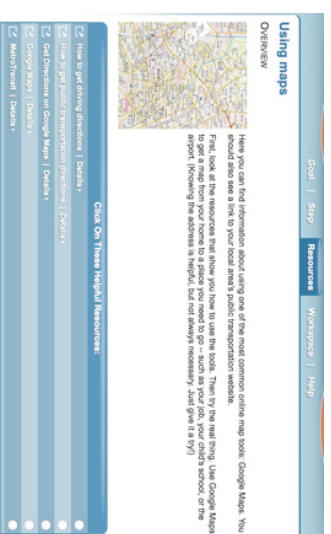 Goal | Step Resources Workspace | Help
Using maps
OVERVIEW
Here you can find information about using one of the most common online map tools: Google Maps. You
should also see a link to your local area's public transportation website.
First, look at the resources that show you how to use the tools. Then try the real thing. Use Google Maps
to get a map from your home to a place you need to go – such as your job, your child's school, or the
airport. (Knowing the address is helpful, but not always necessary. Just give it a try!)
Click On These Helpful Resources:
How to get driving directions | Details
How to get public transportation directions | Details
Get Directions on Google Maps | Details
Google Maps | Details
MetroTransit | Details